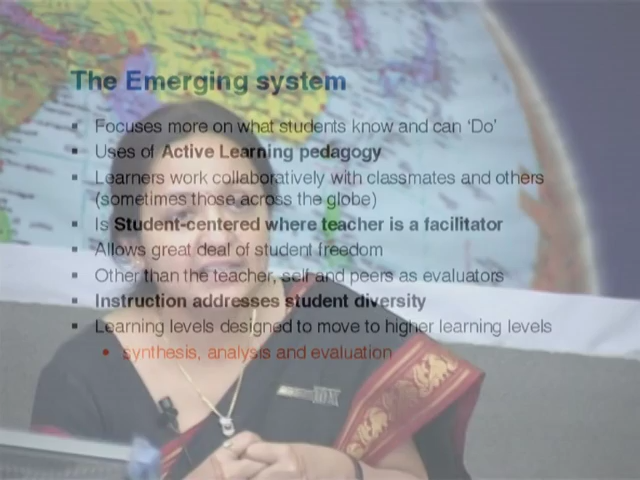 The Emerging system
▪ Focuses more on what students know and can ‘Do’
▪ Uses of Active Learning pedagogy
▪ Learners work collaboratively with classmates and others
(sometimes those across the globe)
▪ Is Student-centered where teacher is a facilitator
▪ Allows great deal of student freedom
▪ Other than the teacher, self and peers as evaluators
▪ Instruction addresses student diversity
▪ Learning levels designed to move to higher learning levels
• synthesis, analysis and evaluation